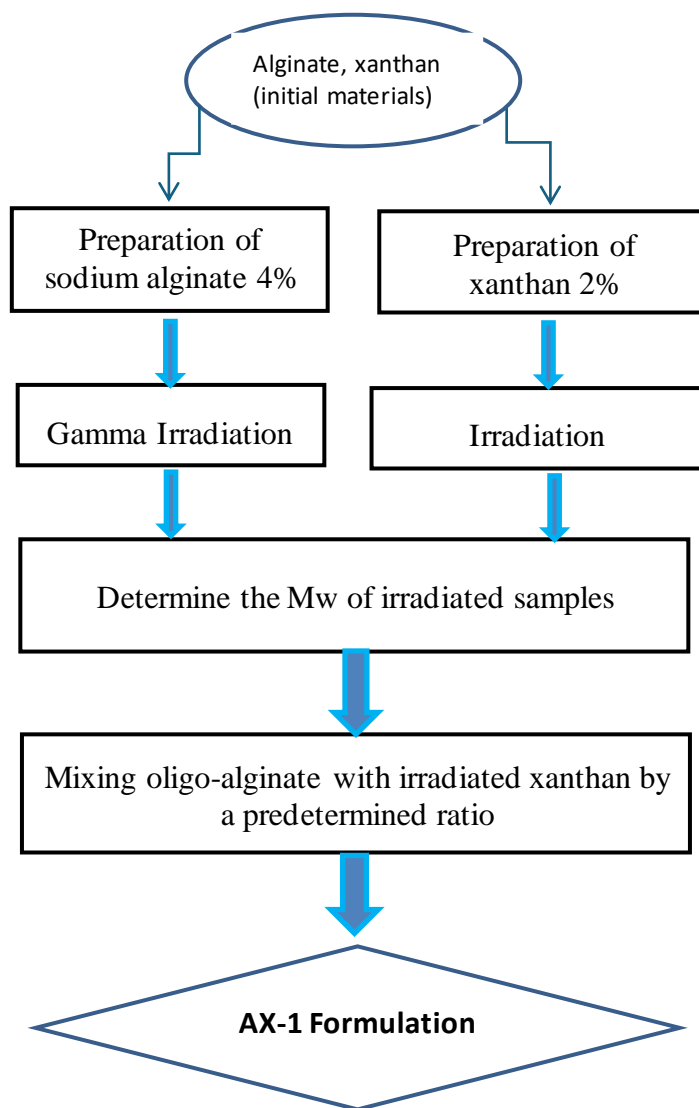 Alginate, xanthan
(initial materials)
Preparation of
sodium alginate 4%
Preparation of
xanthan 2%
Gamma Irradiation
Irradiation
Determine the Mw of irradiated samples
Mixing oligo-alginate with irradiated xanthan by
a predetermined ratio
AX-1 Formulation